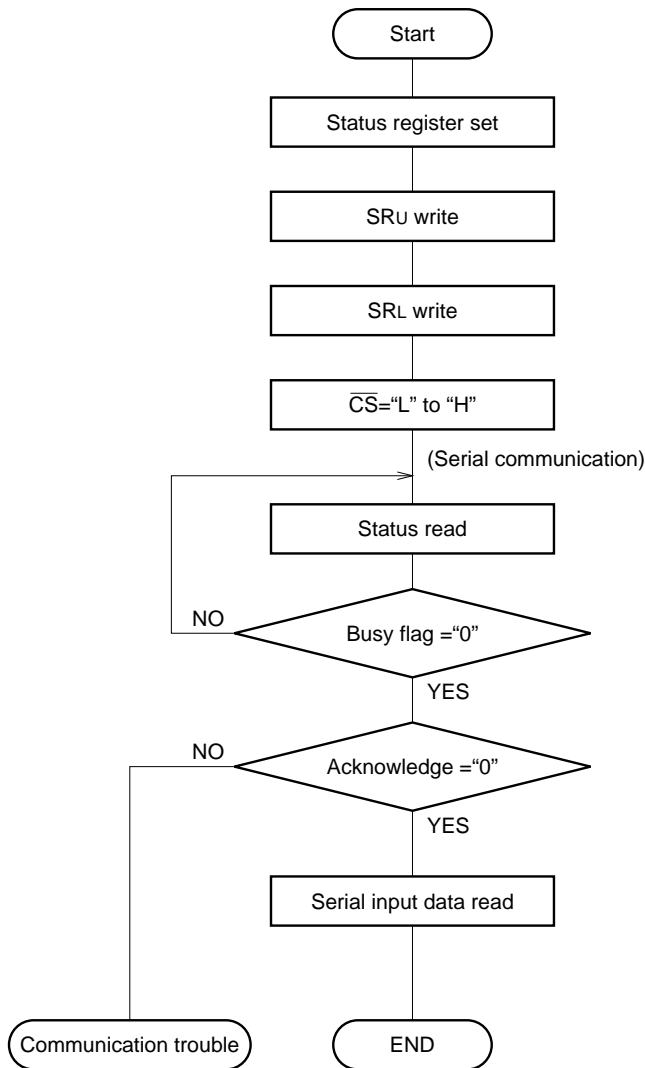 Start
Status register set
SRU write
SRL write
C̅S̅=“L” to “H”
(Serial communication)
Status read
NO
Busy flag =“0”
YES
NO
Acknowledge =“0”
YES
Serial input data read
Communication trouble
END